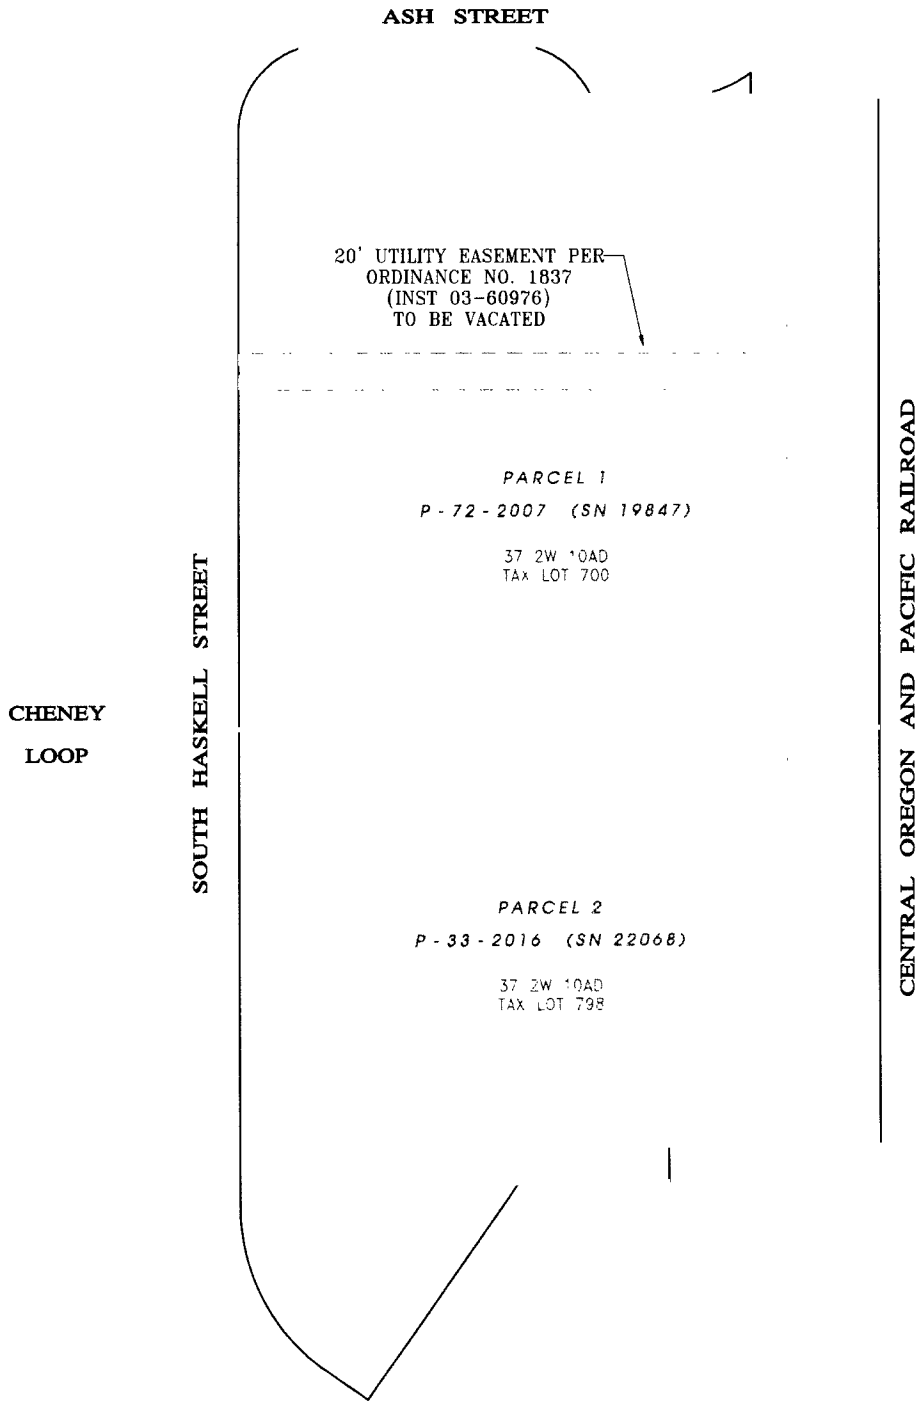 ASH STREET
20' UTILITY EASEMENT PER
ORDINANCE NO. 1837
(INST 03-60976)
TO BE VACATED
PARCEL 1
P-72-2007 (SN 19847)
37 2W 10AD
TAX LOT 700
SOUTH HASKELL STREET
CHENEY
LOOP
CENTRAL OREGON AND PACIFIC RAILROAD
PARCEL 2
P-33-2016 (SN 22068)
37 2W 10AD
TAX LOT 798